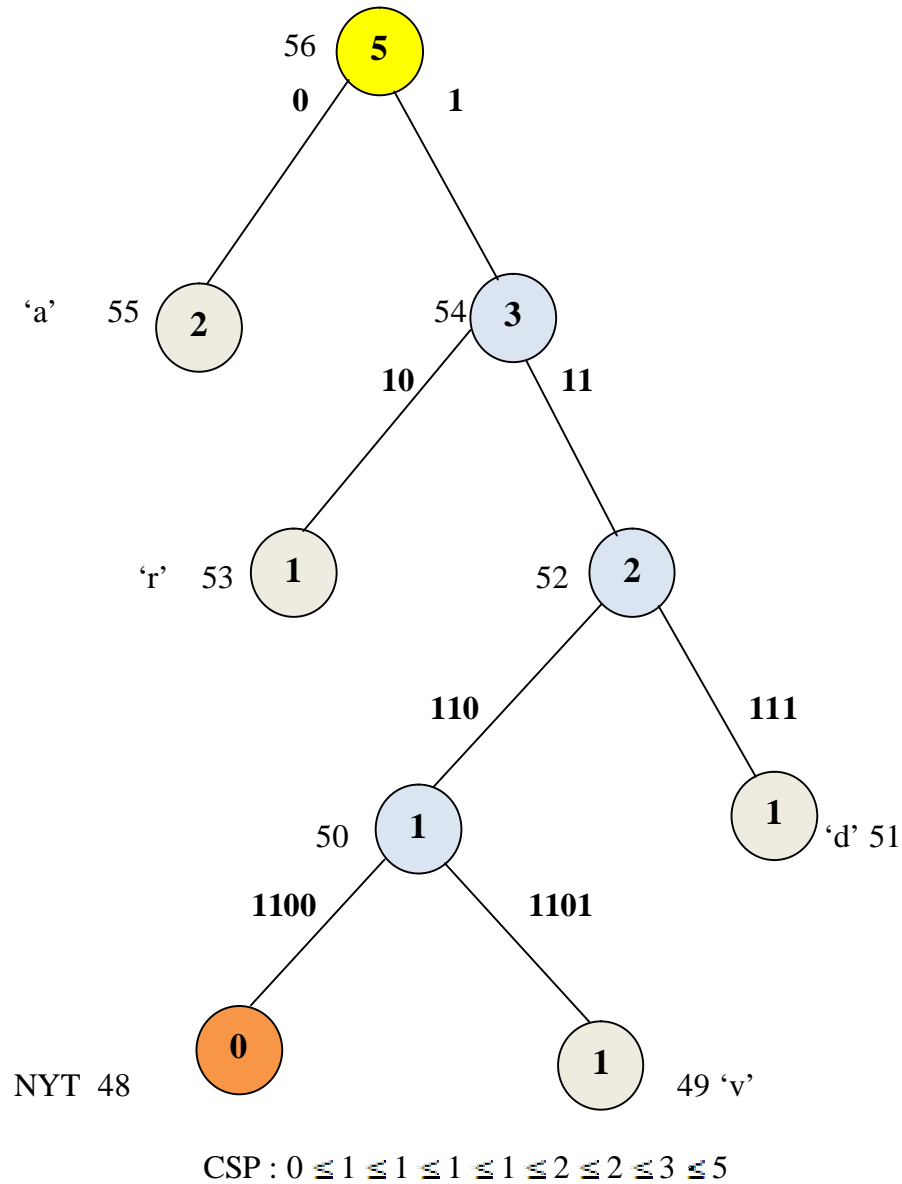 56 5
0 1
‘a’ 55 2 54 3
10 11
‘r’ 53 1 52 2
110 111
50 1 1 ‘d’ 51
1100 1101
NYT 48 0 1 49 ‘v’
CSP : 0 ≤ 1 ≤ 1 ≤ 1 ≤ 1 ≤ 2 ≤ 2 ≤ 3 ≤ 5